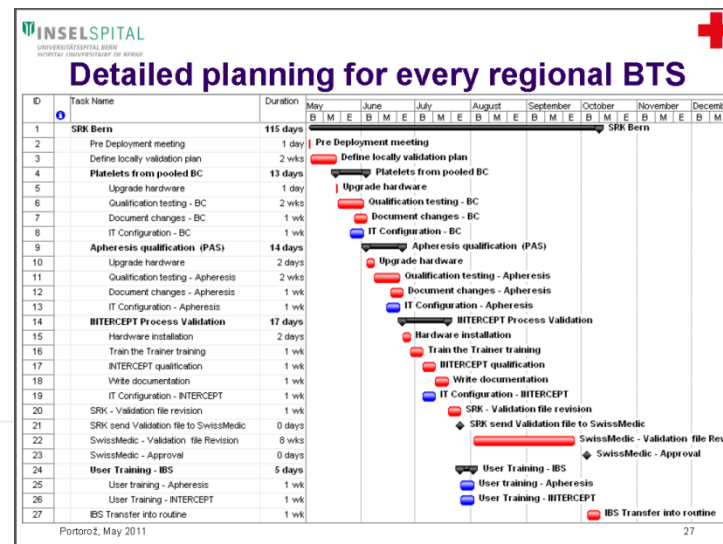 INSELSPITAL
UNIVERSITÄTSSPITAL BERN
HOPITAL UNIVERSITAIRE DE BERNE
Detailed planning for every regional BTS
ID Task Name Duration May June July August September October November Decemb
B M E B M E B M E B M E B M E B M E B M E B M
1 SRK Bern 115 days SRK Bern
2 Pre Deployment meeting 1 day Pre Deployment meeting
3 Define locally validation plan 2 wks Define locally validation plan
4 Platelets from pooled BC 13 days Platelets from pooled BC
5 Upgrade hardware 1 day Upgrade hardware
6 Qualification testing - BC 2 wks Qualification testing - BC
7 Document changes - BC 1 wk Document changes - BC
8 IT Configuration - BC 1 wk IT Configuration - BC
9 Apheresis qualification (PAS) 14 days Apheresis qualification (PAS)
10 Upgrade hardware 2 days Upgrade hardware
11 Qualification testing - Apheresis 2 wks Qualification testing - Apheresis
12 Document changes - Apheresis 1 wk Document changes - Apheresis
13 IT Configuration - Apheresis 1 wk IT Configuration - Apheresis
14 INTERCEPT Process Validation 17 days INTERCEPT Process Validation
15 Hardware installation 2 days Hardware installation
16 Train the Trainer training 1 wk Train the Trainer training
17 INTERCEPT qualification 1 wk INTERCEPT qualification
18 Write documentation 1 wk Write documentation
19 IT Configuration - INTERCEPT 1 wk IT Configuration - INTERCEPT
20 SRK - Validation file revision 1 wk SRK - Validation file revision
21 SRK send Validation file to SwissMedic 0 days SRK send Validation file to SwissMedic
22 SwissMedic - Validation file Revision 8 wks SwissMedic - Validation file Rev
23 SwissMedic - Approval 0 days SwissMedic - Approval
24 User Training - IBS 5 days User Training - IBS
25 User training - Apheresis 1 wk User training - Apheresis
26 User Training - INTERCEPT 1 wk User Training - INTERCEPT
27 IBS Transfer into routine 1 wk IBS Transfer into routine
Portorož, May 2011 27